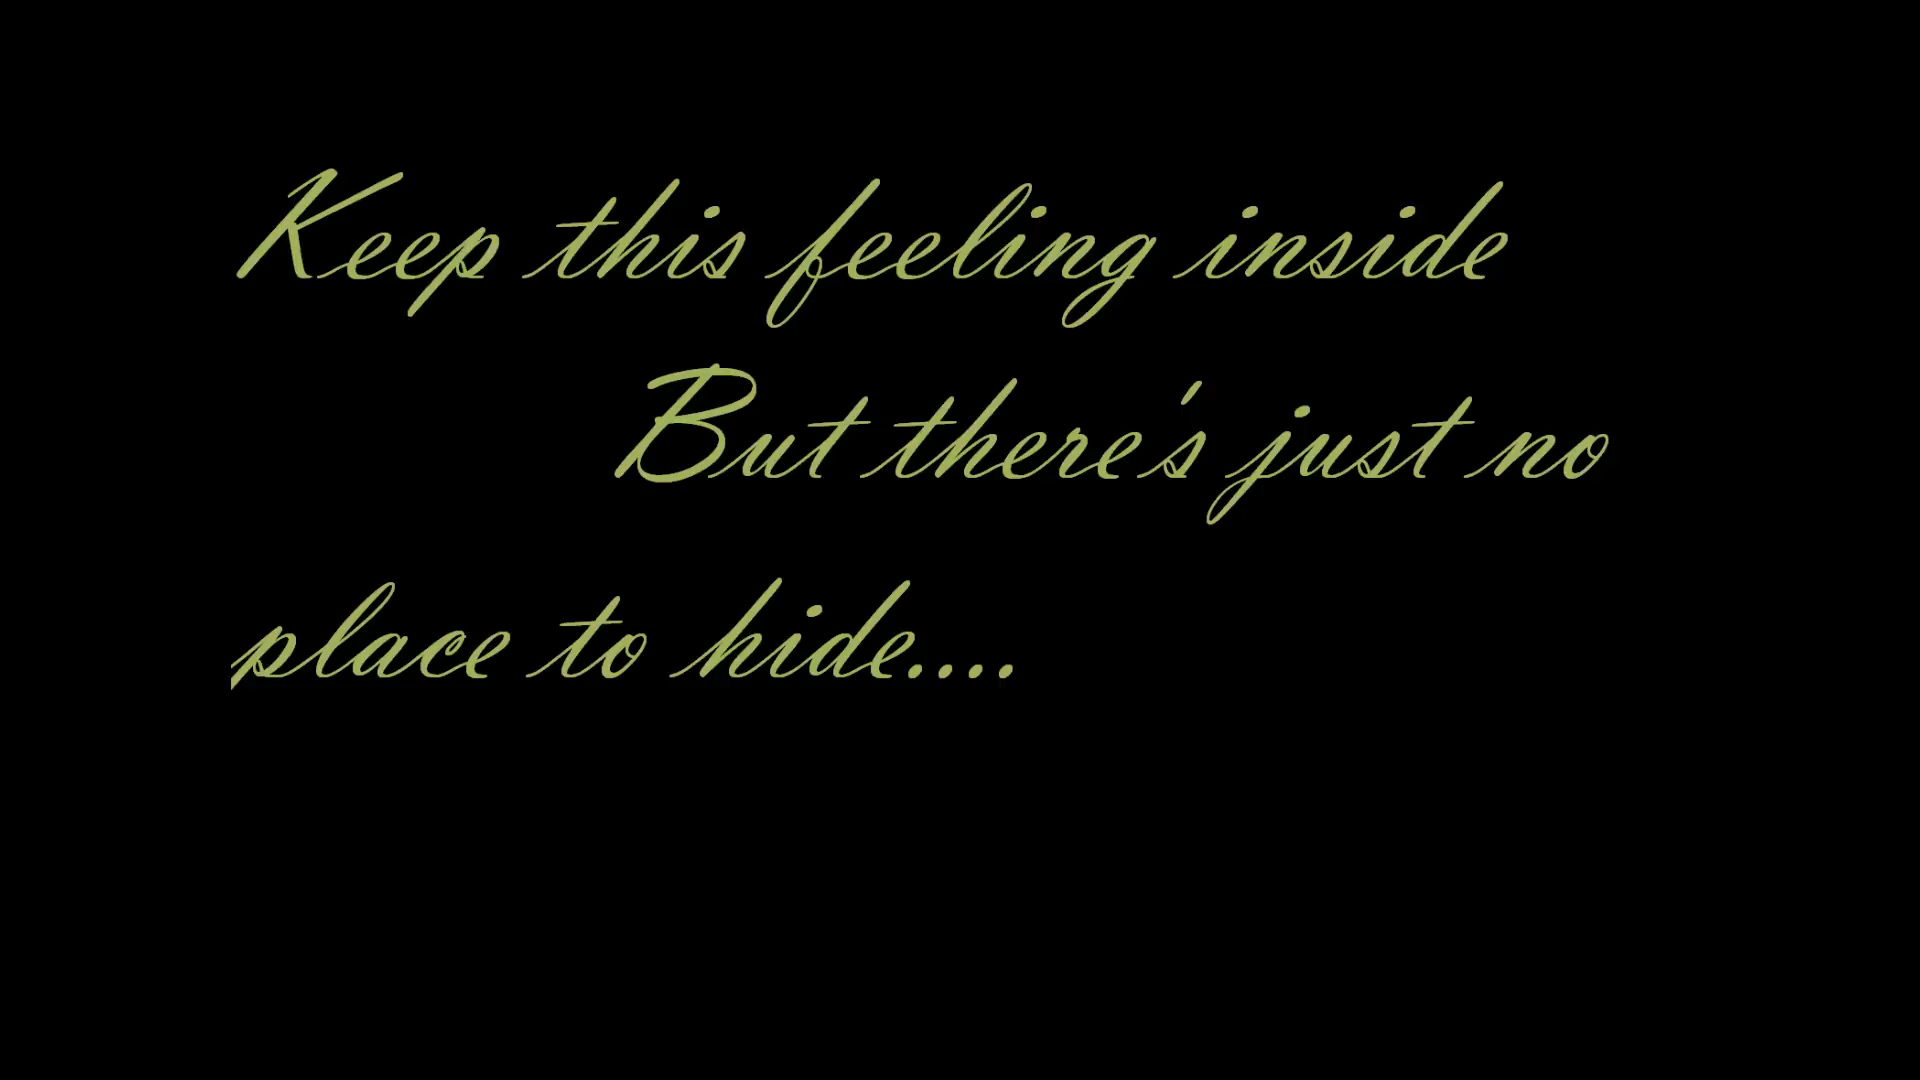 Keep this feeling inside
But there's just no
place to hide....